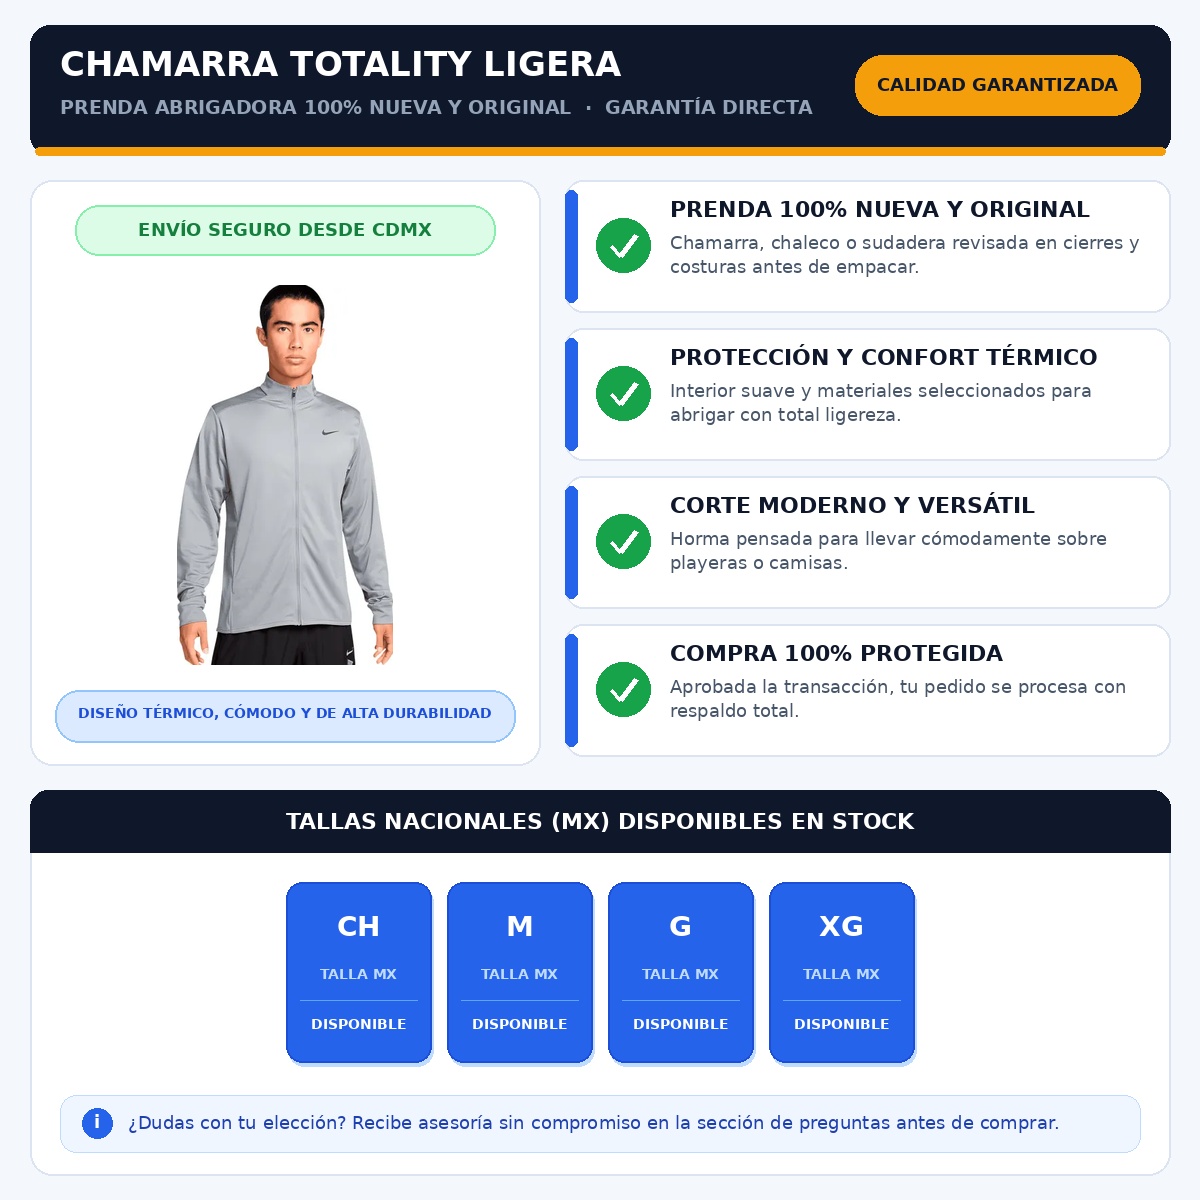 CHAMARRA TOTALITY LIGERA
PRENDA ABRIGADORA 100% NUEVA Y ORIGINAL · GARANTÍA DIRECTA
CALIDAD GARANTIZADA
ENVÍO SEGURO DESDE CDMX
DISEÑO TÉRMICO, CÓMODO Y DE ALTA DURABILIDAD
PRENDA 100% NUEVA Y ORIGINAL
Chamarra, chaleco o sudadera revisada en cierres y
costuras antes de empacar.
PROTECCIÓN Y CONFORT TÉRMICO
Interior suave y materiales seleccionados para
abrigar con total ligereza.
CORTE MODERNO Y VERSÁTIL
Horma pensada para llevar cómodamente sobre
playeras o camisas.
COMPRA 100% PROTEGIDA
Aprobada la transacción, tu pedido se procesa con
respaldo total.
TALLAS NACIONALES (MX) DISPONIBLES EN STOCK
CH
TALLA MX
DISPONIBLE
M
TALLA MX
DISPONIBLE
G
TALLA MX
DISPONIBLE
XG
TALLA MX
DISPONIBLE
i
¿Dudas con tu elección? Recibe asesoría sin compromiso en la sección de preguntas antes de comprar.